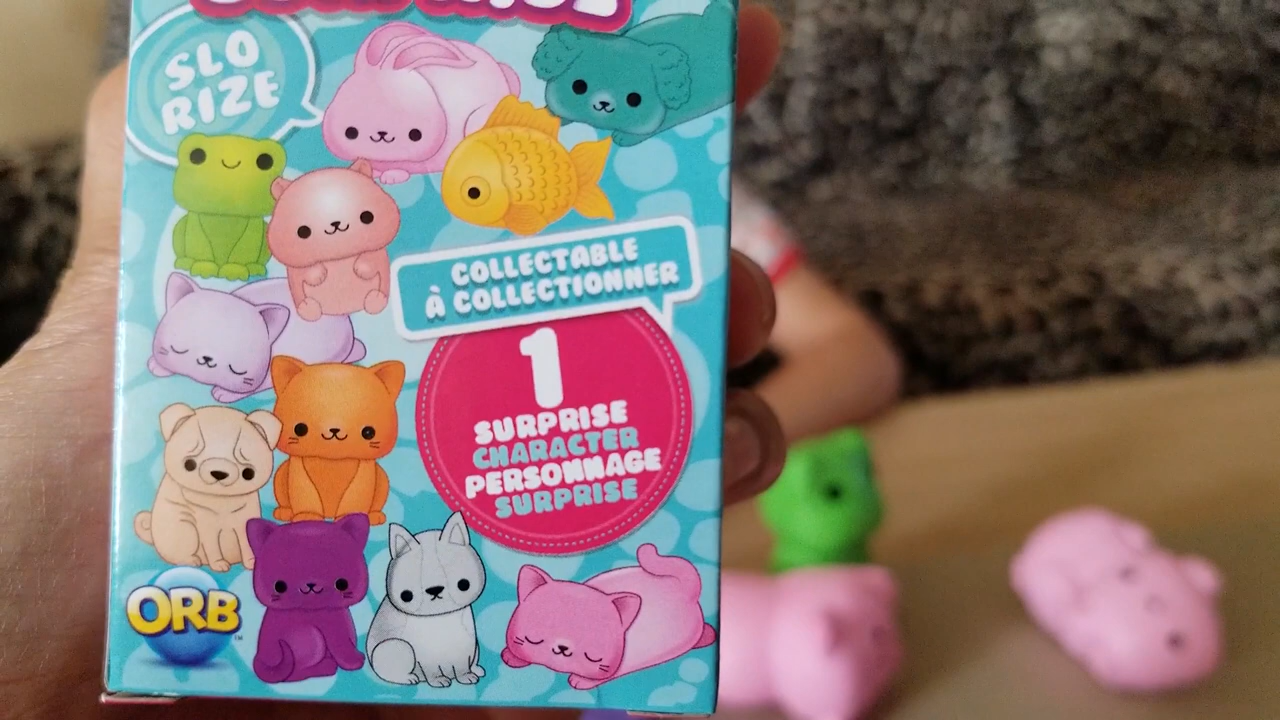 SLO
RIZE
COLLECTABLE
À COLLECTIONNER
1
SURPRISE
CHARACTER
PERSONNAGE
SURPRISE
ORB